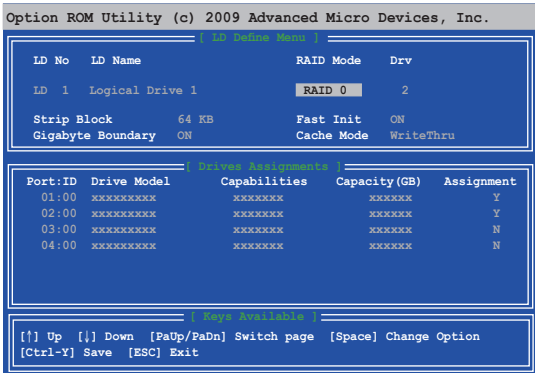 Option ROM Utility (c) 2009 Advanced Micro Devices, Inc.
[ LD Define Menu ]
LD No LD Name RAID Mode Drv
LD 1 Logical Drive 1 RAID 0 2
Strip Block 64 KB Fast Init ON
Gigabyte Boundary ON Cache Mode WriteThru
[ Drives Assignments ]
Port:ID Drive Model Capabilities Capacity(GB) Assignment
01:00 xxxxxxxxx xxxxxxx xxxxxx Y
02:00 xxxxxxxxx xxxxxxx xxxxxx Y
03:00 xxxxxxxxx xxxxxxx xxxxxx N
04:00 xxxxxxxxx xxxxxxx xxxxxx N
[ Keys Available ]
[↑] Up [↓] Down [PaUp/PaDn] Switch page [Space] Change Option
[Ctrl-Y] Save [ESC] Exit